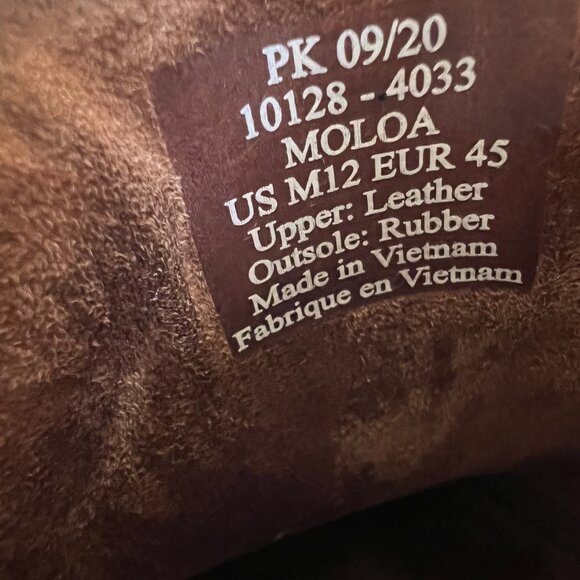 PK 09/20
10128 - 4033
MOLOA
US M12 EUR 45
Upper: Leather
Outsole: Rubber
Made in Vietnam
Fabrique en Vietnam